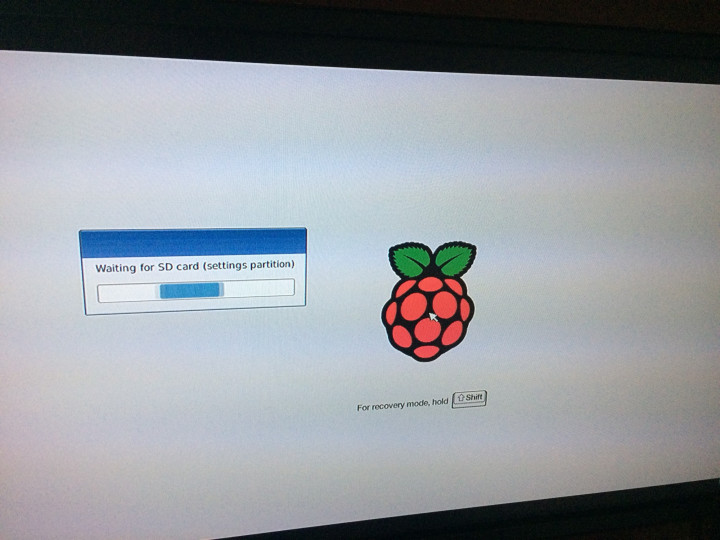 Waiting for SD card (settings partition)
For recovery mode, hold ⇧ Shift